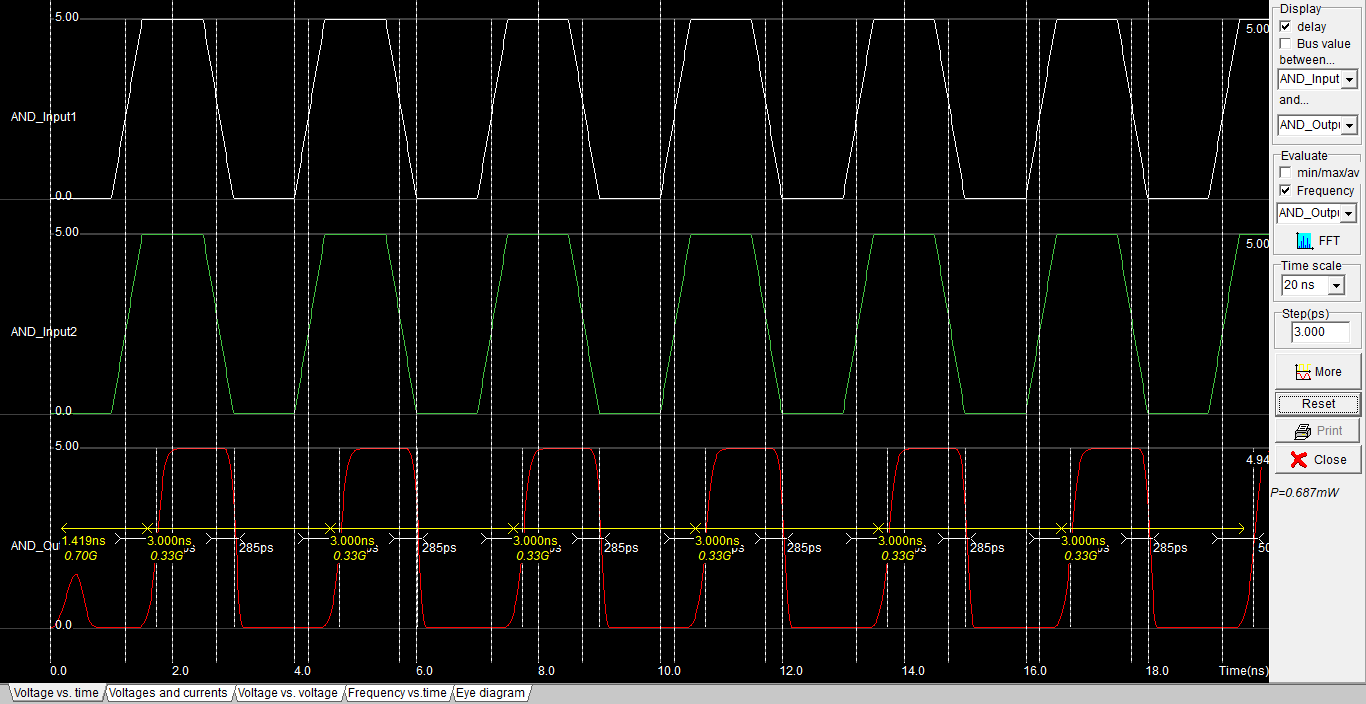 5.00
5.00
AND_Input1
0.0
5.00
5.00
AND_Input2
0.0
5.00
4.94
1.419ns 3.000ns 3.000ns 3.000ns 3.000ns 3.000ns 3.000ns
AND_Ou 285ps 285ps 285ps 285ps 285ps 285ps 50
0.70G 0.33G 0.33G 0.33G 0.33G 0.33G 0.33G
0.0
0.0 2.0 4.0 6.0 8.0 10.0 12.0 14.0 16.0 18.0 Time(ns)
Voltage vs. time Voltages and currents Voltage vs. voltage Frequency vs.time Eye diagram
Display
delay
Bus value
between...
AND_Input
and...
AND_Outpu
Evaluate
min/max/av
Frequency
AND_Outpu
FFT
Time scale
20 ns
Step(ps)
3.000
More
Reset
Print
Close
P=0.687mW